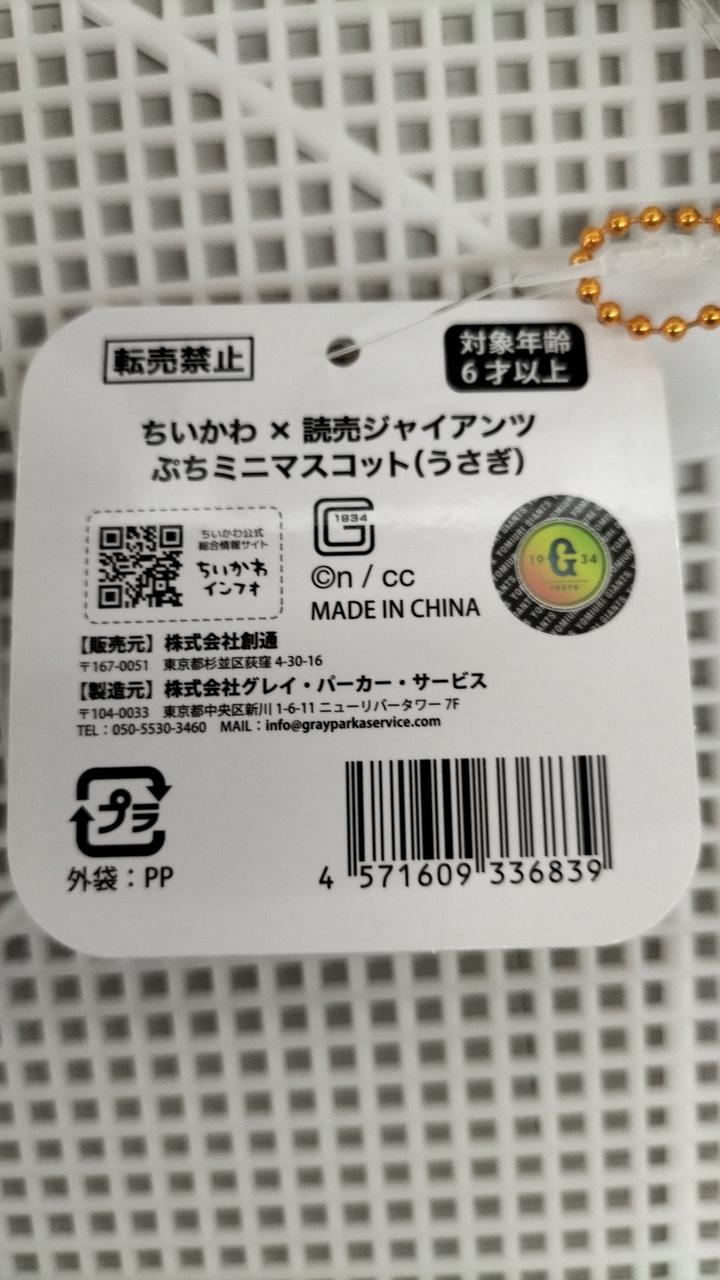 転売禁止
対象年齢
6才以上
ちいかわ × 読売ジャイアンツ
ぷちミニマスコット(うさぎ)
ちいかわ公式
総合情報サイト
ちいかわ
インフォ
1934
©n / cc
MADE IN CHINA
YOMIURI GIANTS
19 G 34
TOKYO
【販売元】株式会社創通
〒167-0051 東京都杉並区荻窪 4-30-16
【製造元】株式会社グレイ・パーカー・サービス
〒104-0033 東京都中央区新川 1-6-11 ニューリバータワー 7F
TEL：050-5530-3460 MAIL：info@grayparkaservice.com
プラ
外袋：PP
4 571609 336839